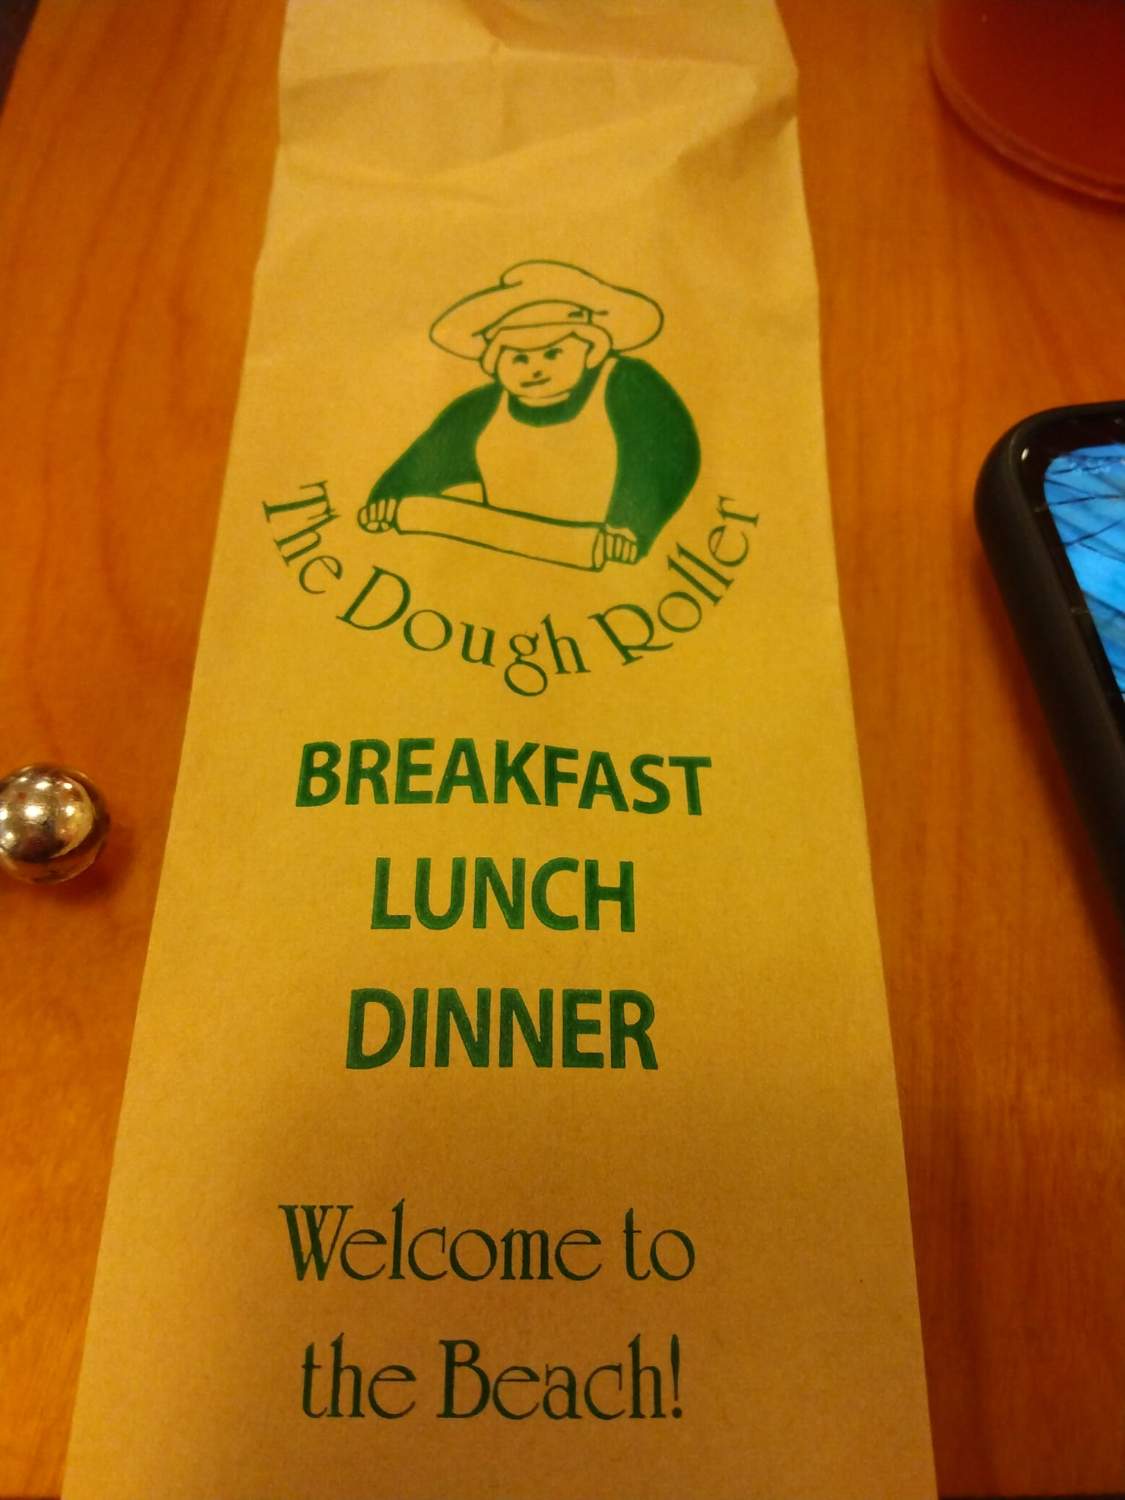 The Dough Roller
BREAKFAST
LUNCH
DINNER
Welcome to
the Beach!